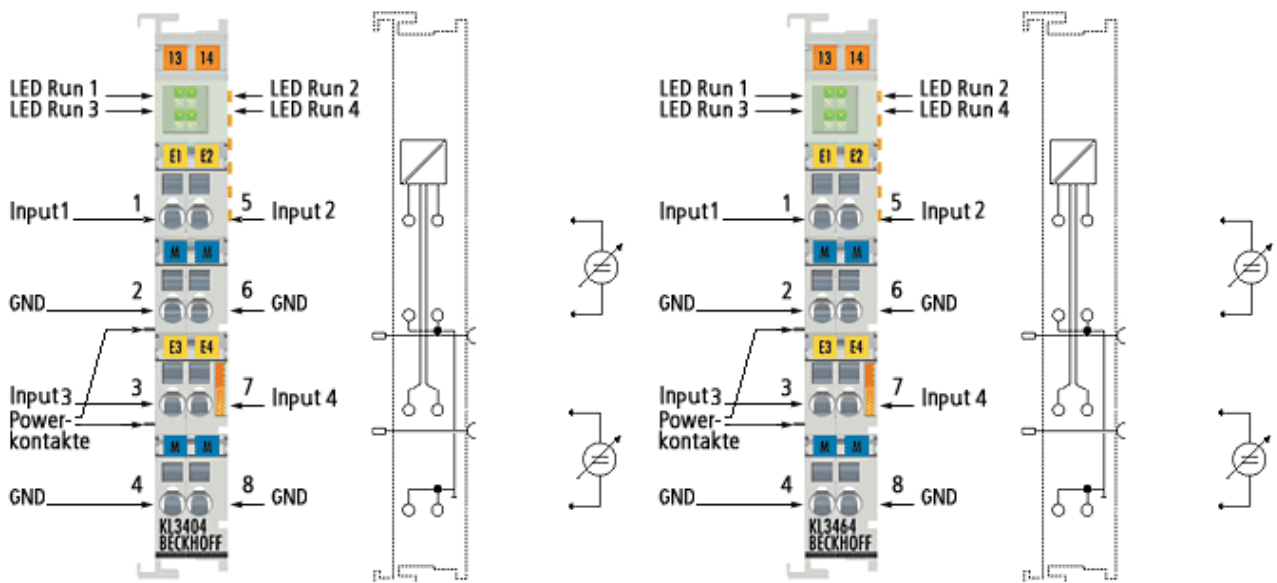 13 14
LED Run 1
LED Run 2
LED Run 3
LED Run 4
E1 E2
1
5
Input1
Input 2
M M
2
6
GND
GND
E3 E4
3
7
Input3
Input 4
Power-
kontakte
M M
4
8
GND
GND
KL3404
BECKHOFF
13 14
LED Run 1
LED Run 2
LED Run 3
LED Run 4
E1 E2
1
5
Input1
Input 2
M M
2
6
GND
GND
E3 E4
3
7
Input3
Input 4
Power-
kontakte
M M
4
8
GND
GND
KL3464
BECKHOFF